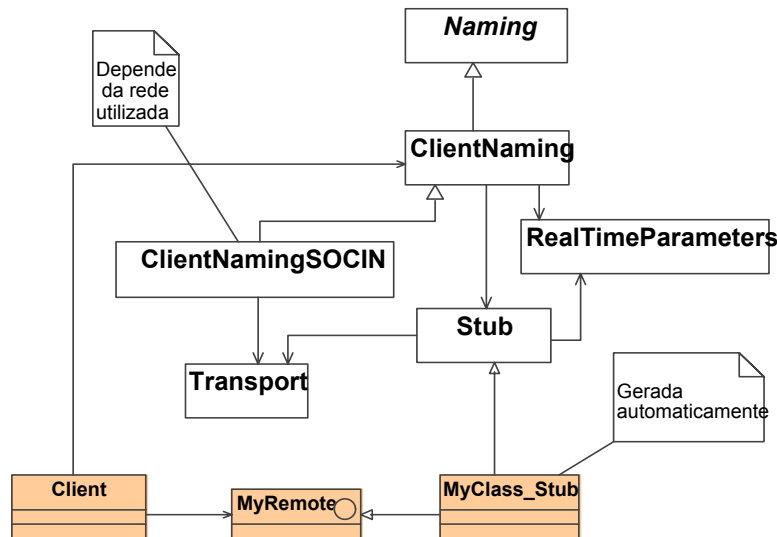 Naming
Depende
da rede
utilizada
ClientNaming
RealTimeParameters
ClientNamingSOCIN
Stub
Transport
Gerada
automaticamente
Client
MyRemote
MyClass_Stub